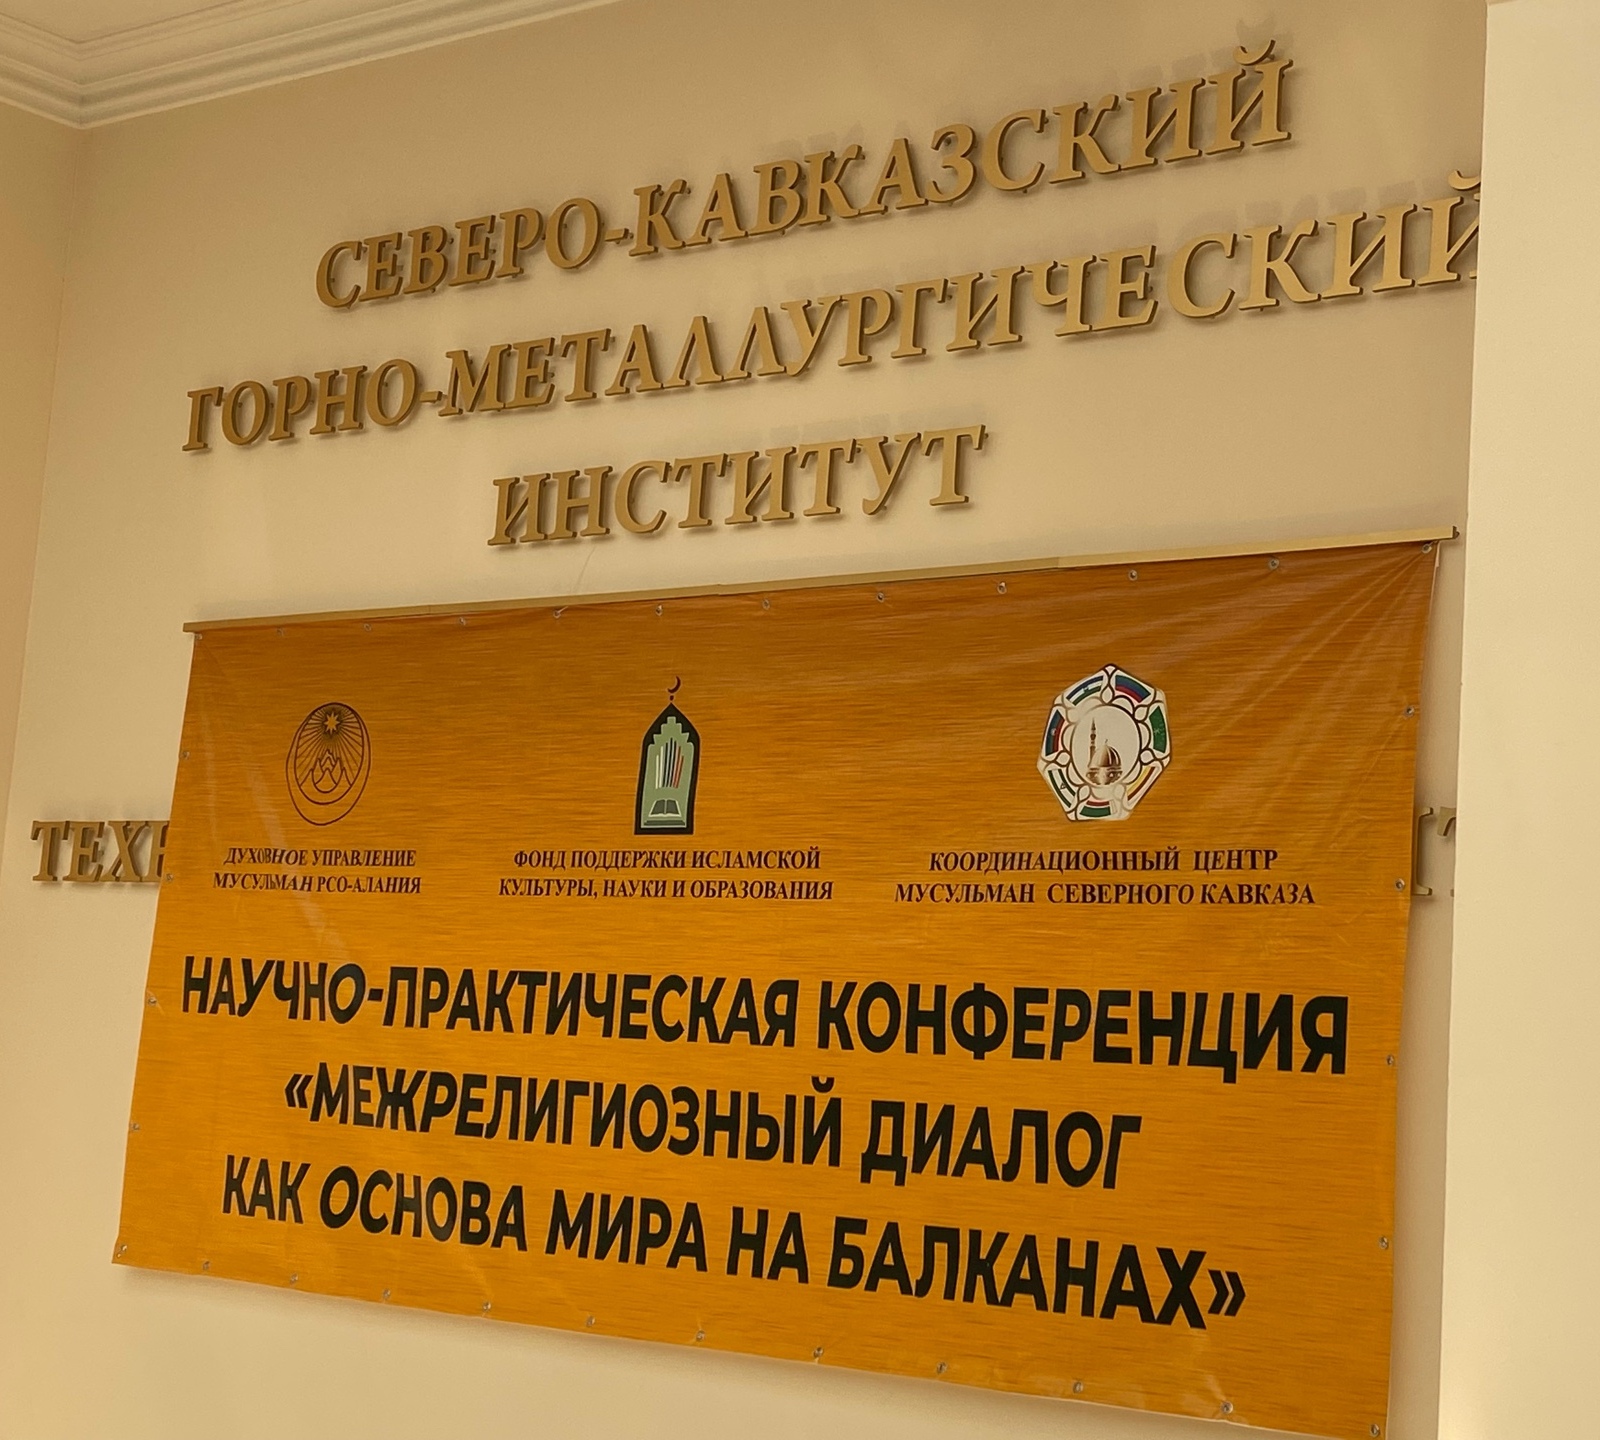 СЕВЕРО-КАВКАЗСКИЙ
ГОРНО-МЕТАЛЛУРГИЧЕСКИЙ
ИНСТИТУТ
ДУХОВНОЕ УПРАВЛЕНИЕ
МУСУЛЬМАН РСО-АЛАНИЯ
ФОНД ПОДДЕРЖКИ ИСЛАМСКОЙ
КУЛЬТУРЫ, НАУКИ И ОБРАЗОВАНИЯ
КООРДИНАЦИОННЫЙ ЦЕНТР
МУСУЛЬМАН СЕВЕРНОГО КАВКАЗА
НАУЧНО-ПРАКТИЧЕСКАЯ КОНФЕРЕНЦИЯ
«МЕЖРЕЛИГИОЗНЫЙ ДИАЛОГ
КАК ОСНОВА МИРА НА БАЛКАНАХ»